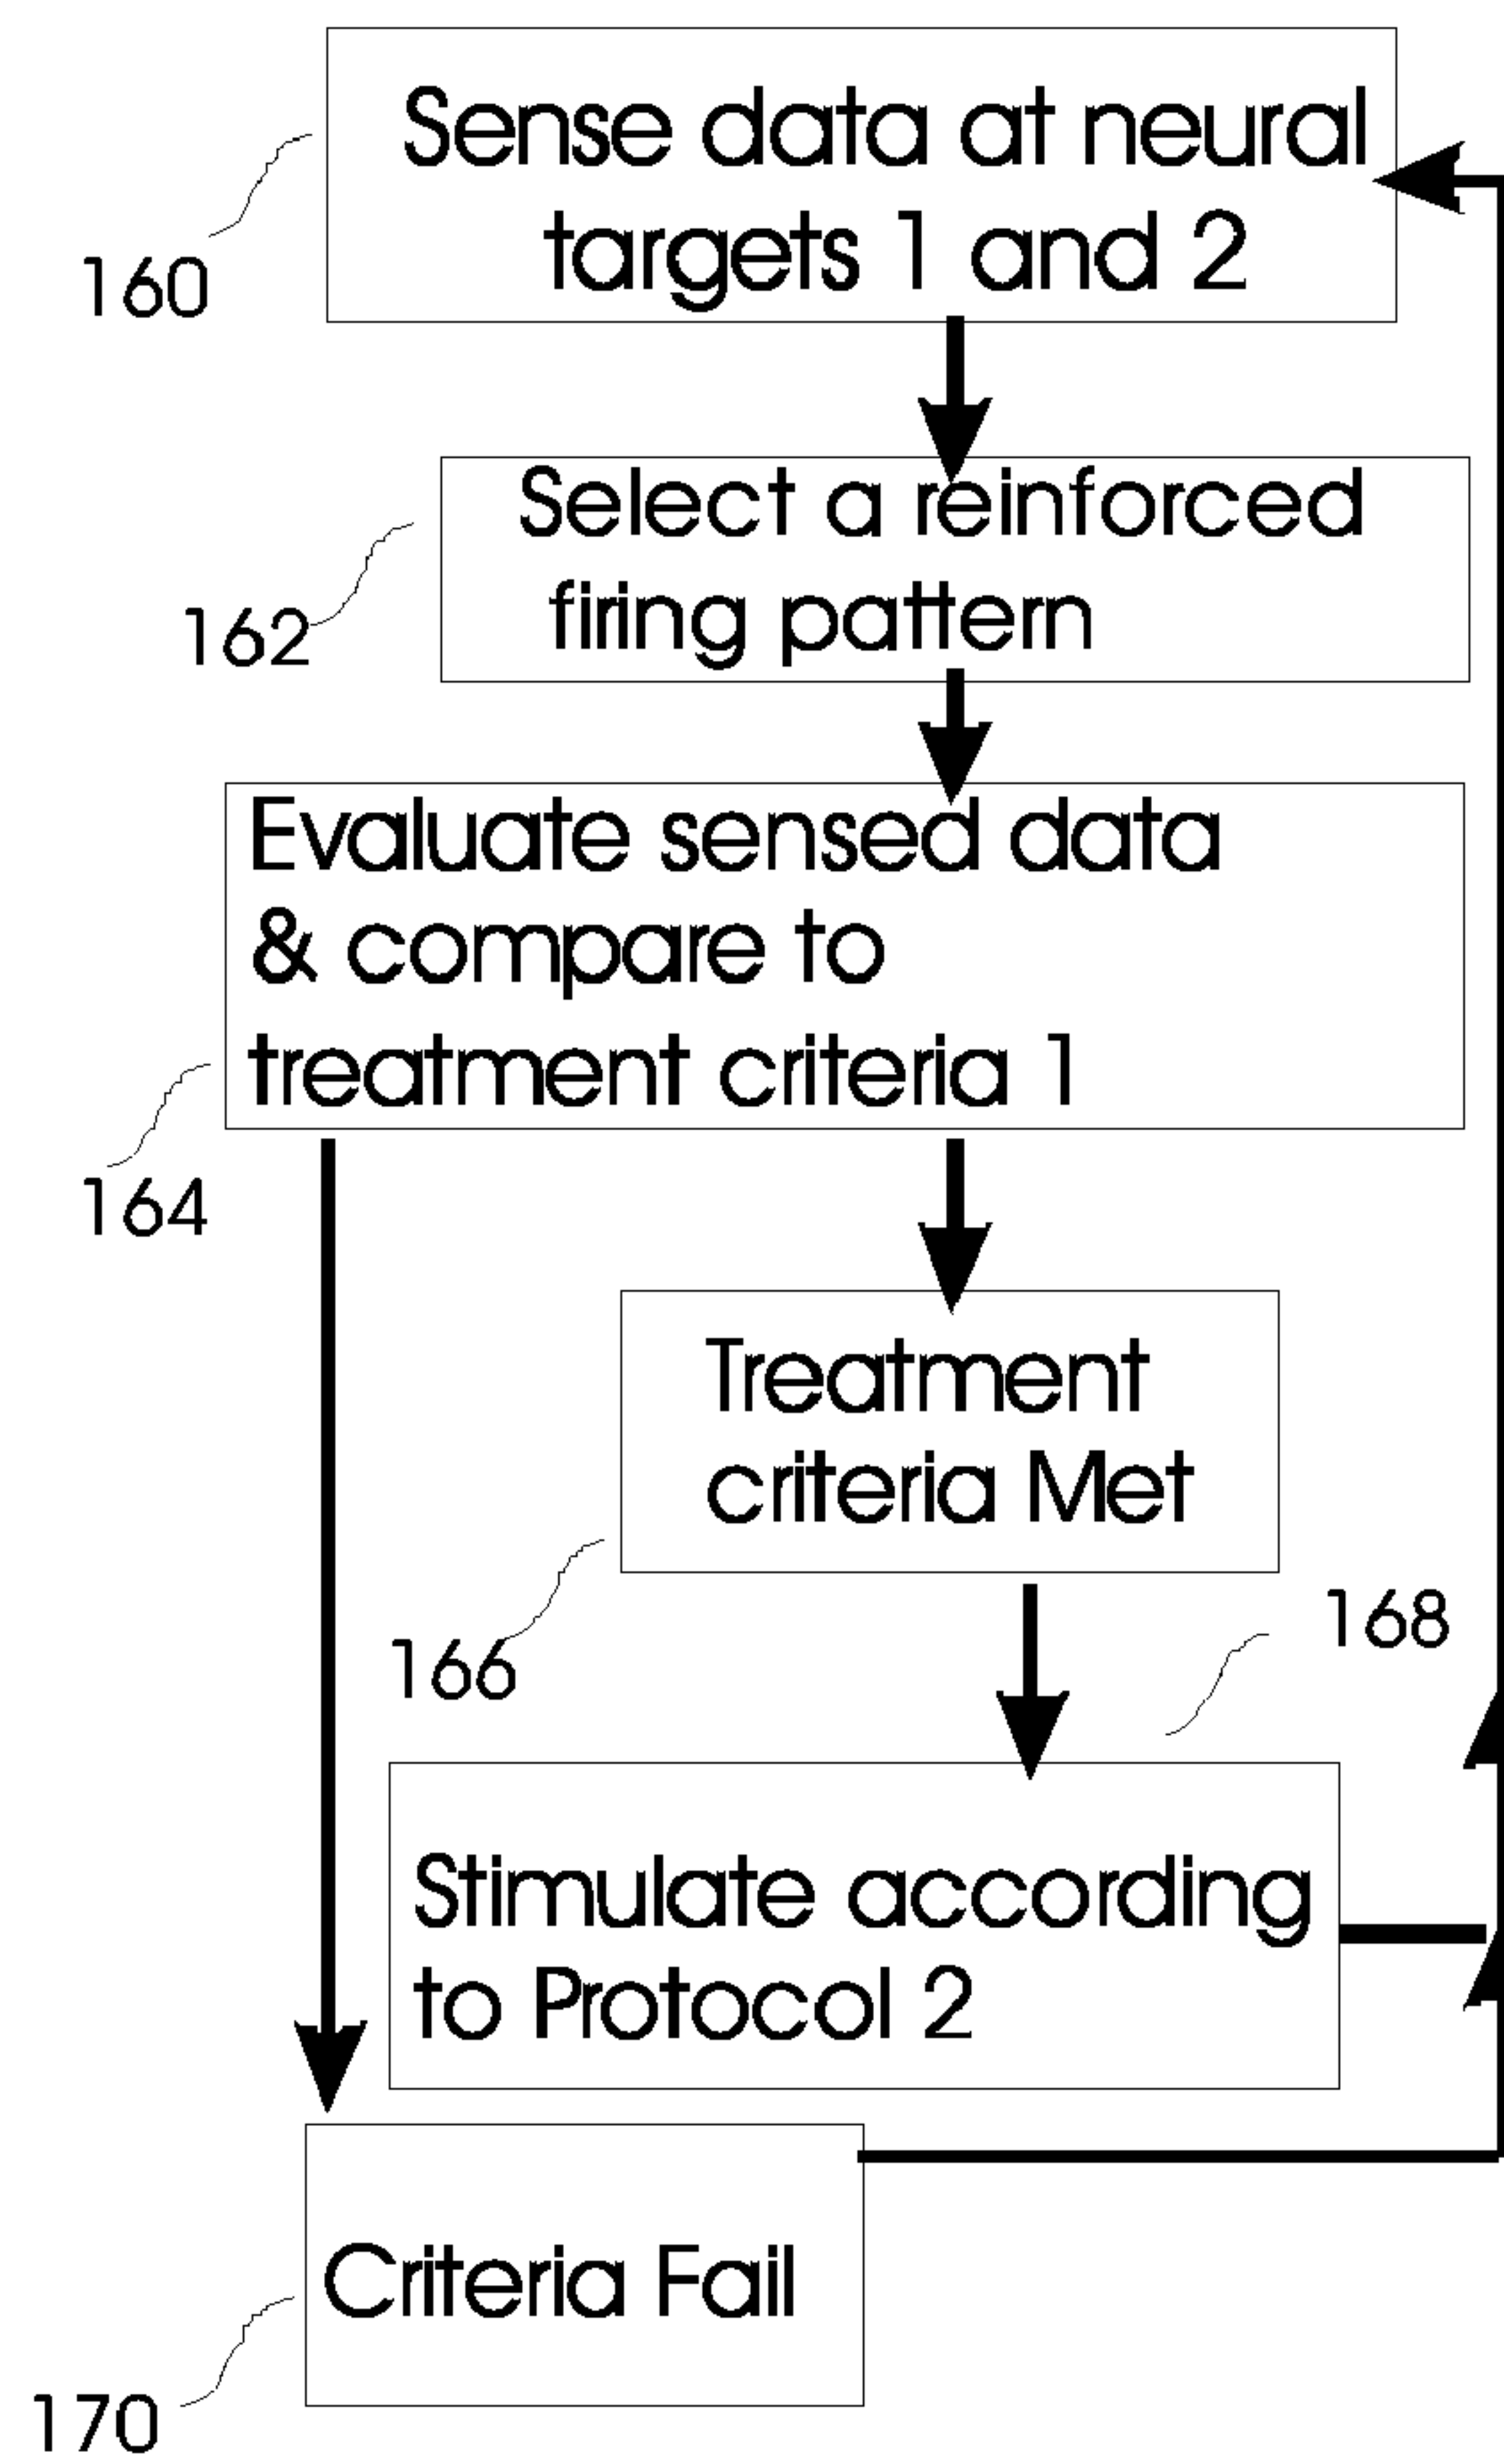 Sense data at neural
targets 1 and 2
160
Select a reinforced
firing pattern
162
Evaluate sensed data
& compare to
treatment criteria 1
164
Treatment
criteria Met
166
168
Stimulate according
to Protocol 2
Criteria Fail
170